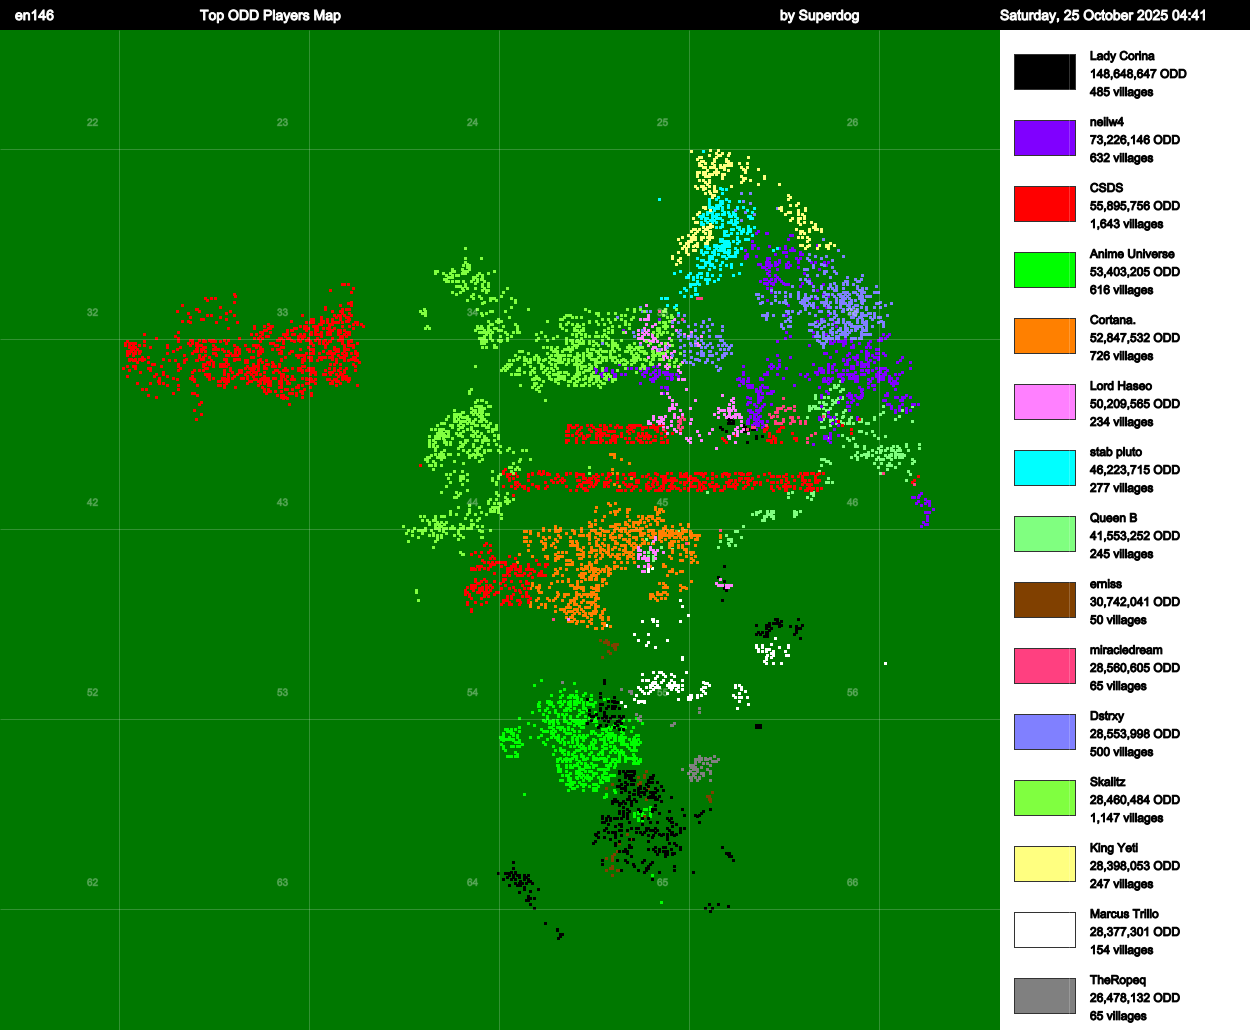 en146 Top ODD Players Map by Superdog Saturday, 25 October 2025 04:41
Lady Corina
148,648,647 ODD
485 villages
neilw4
73,226,146 ODD
632 villages
CSDS
55,895,756 ODD
1,643 villages
Anime Universe
53,403,205 ODD
616 villages
Cortana.
52,847,532 ODD
726 villages
Lord Haseo
50,209,565 ODD
234 villages
stab pluto
46,223,715 ODD
277 villages
Queen B
41,553,252 ODD
245 villages
emiss
30,742,041 ODD
50 villages
miracledream
28,560,605 ODD
65 villages
Dstrxy
28,553,998 ODD
500 villages
Skalitz
28,460,484 ODD
1,147 villages
King Yeti
28,398,053 ODD
247 villages
Marcus Trillo
28,377,301 ODD
154 villages
TheRopeq
26,478,132 ODD
65 villages
22 23 24 25 26
32 33 34 
42 43 44 45 46
52 53 54 55 56
62 63 64 65 66